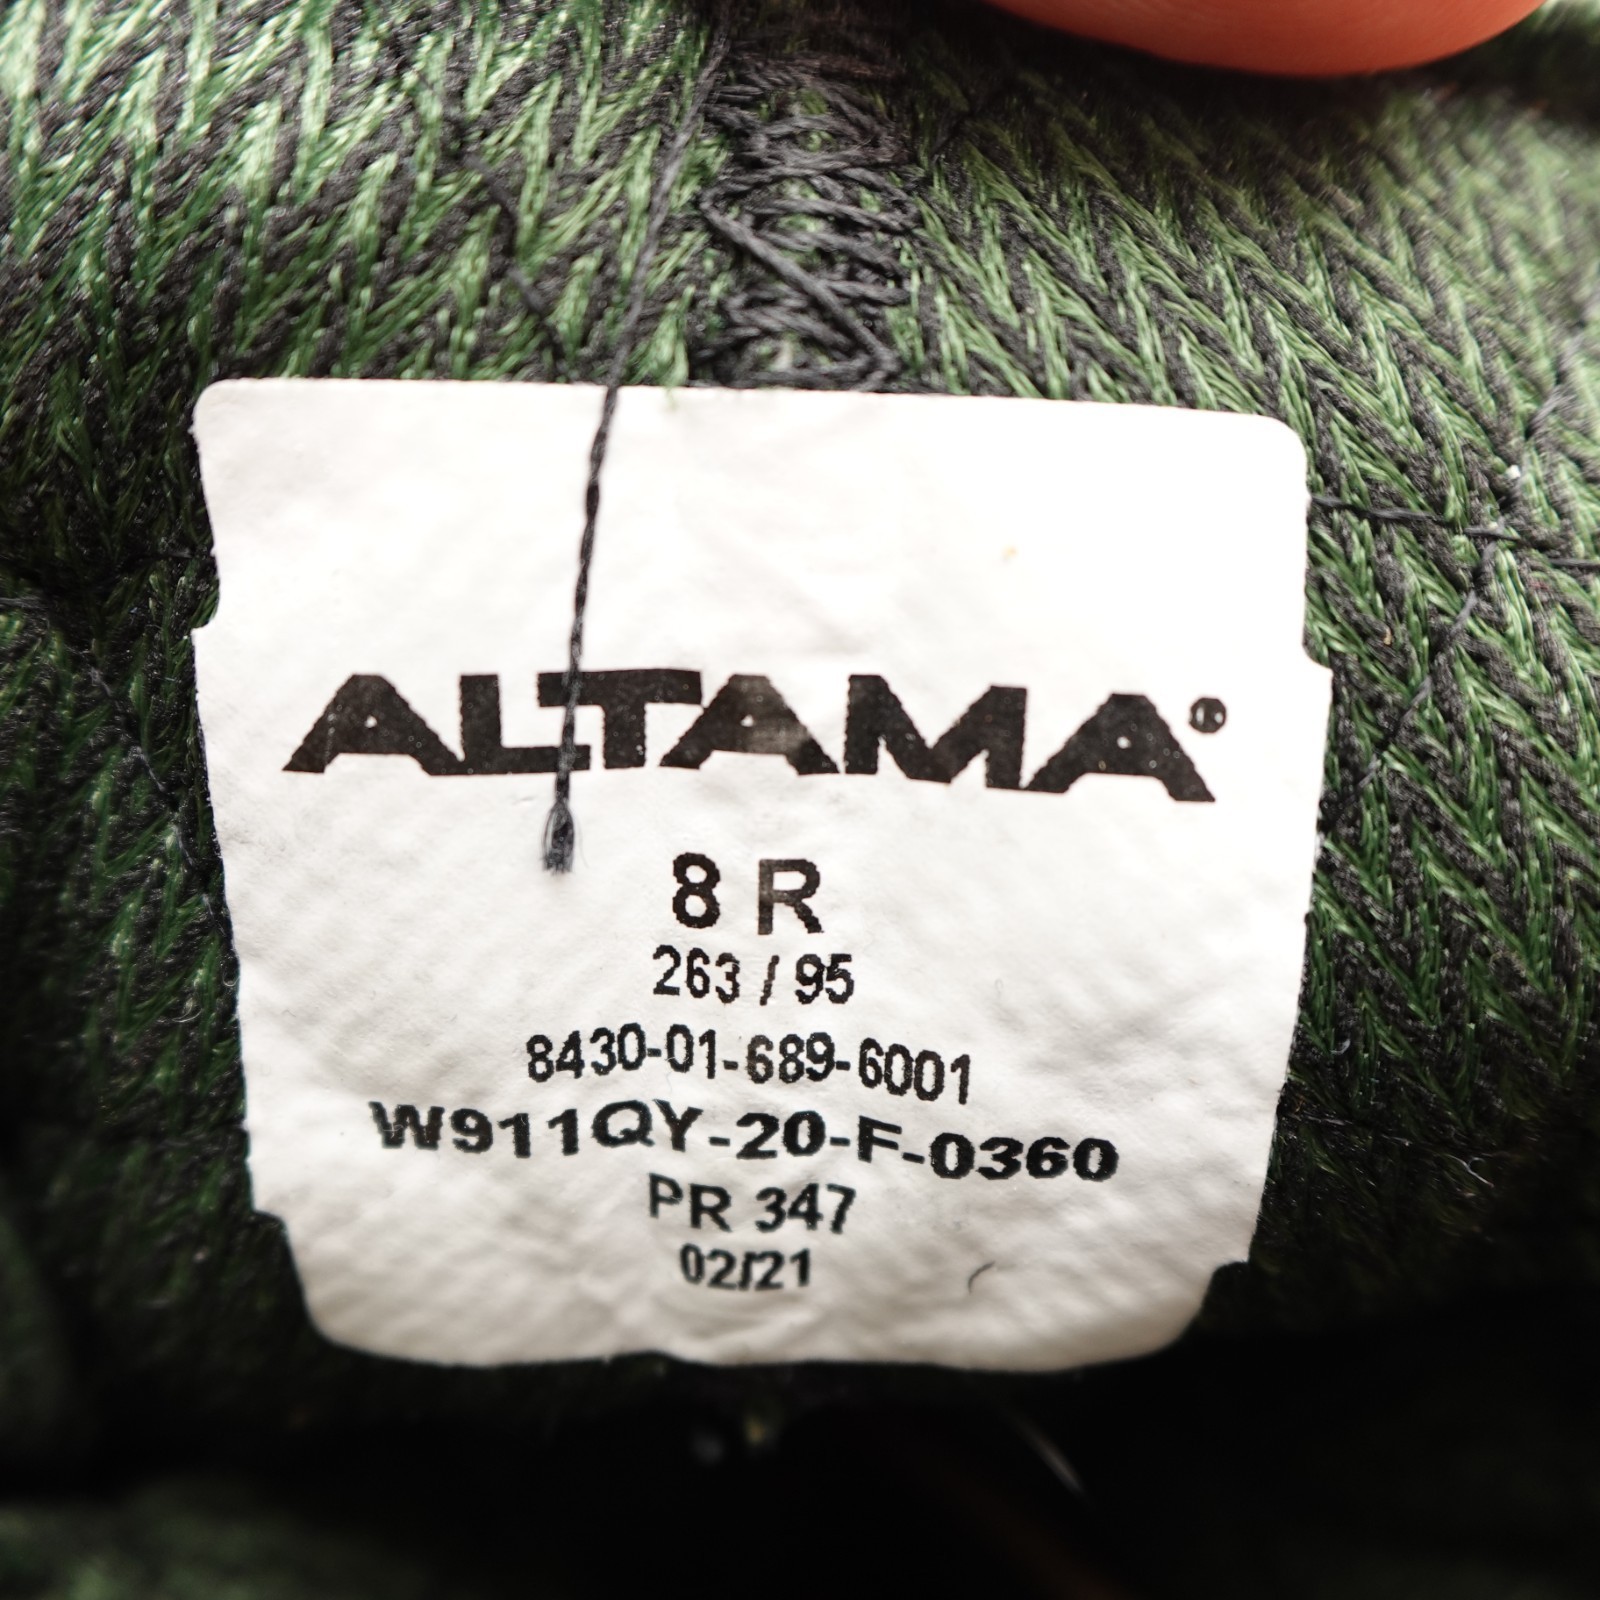 ALTAMA®
8 R
263 / 95
8430-01-689-6001
W911QY-20-F-0360
PR 347
02/21